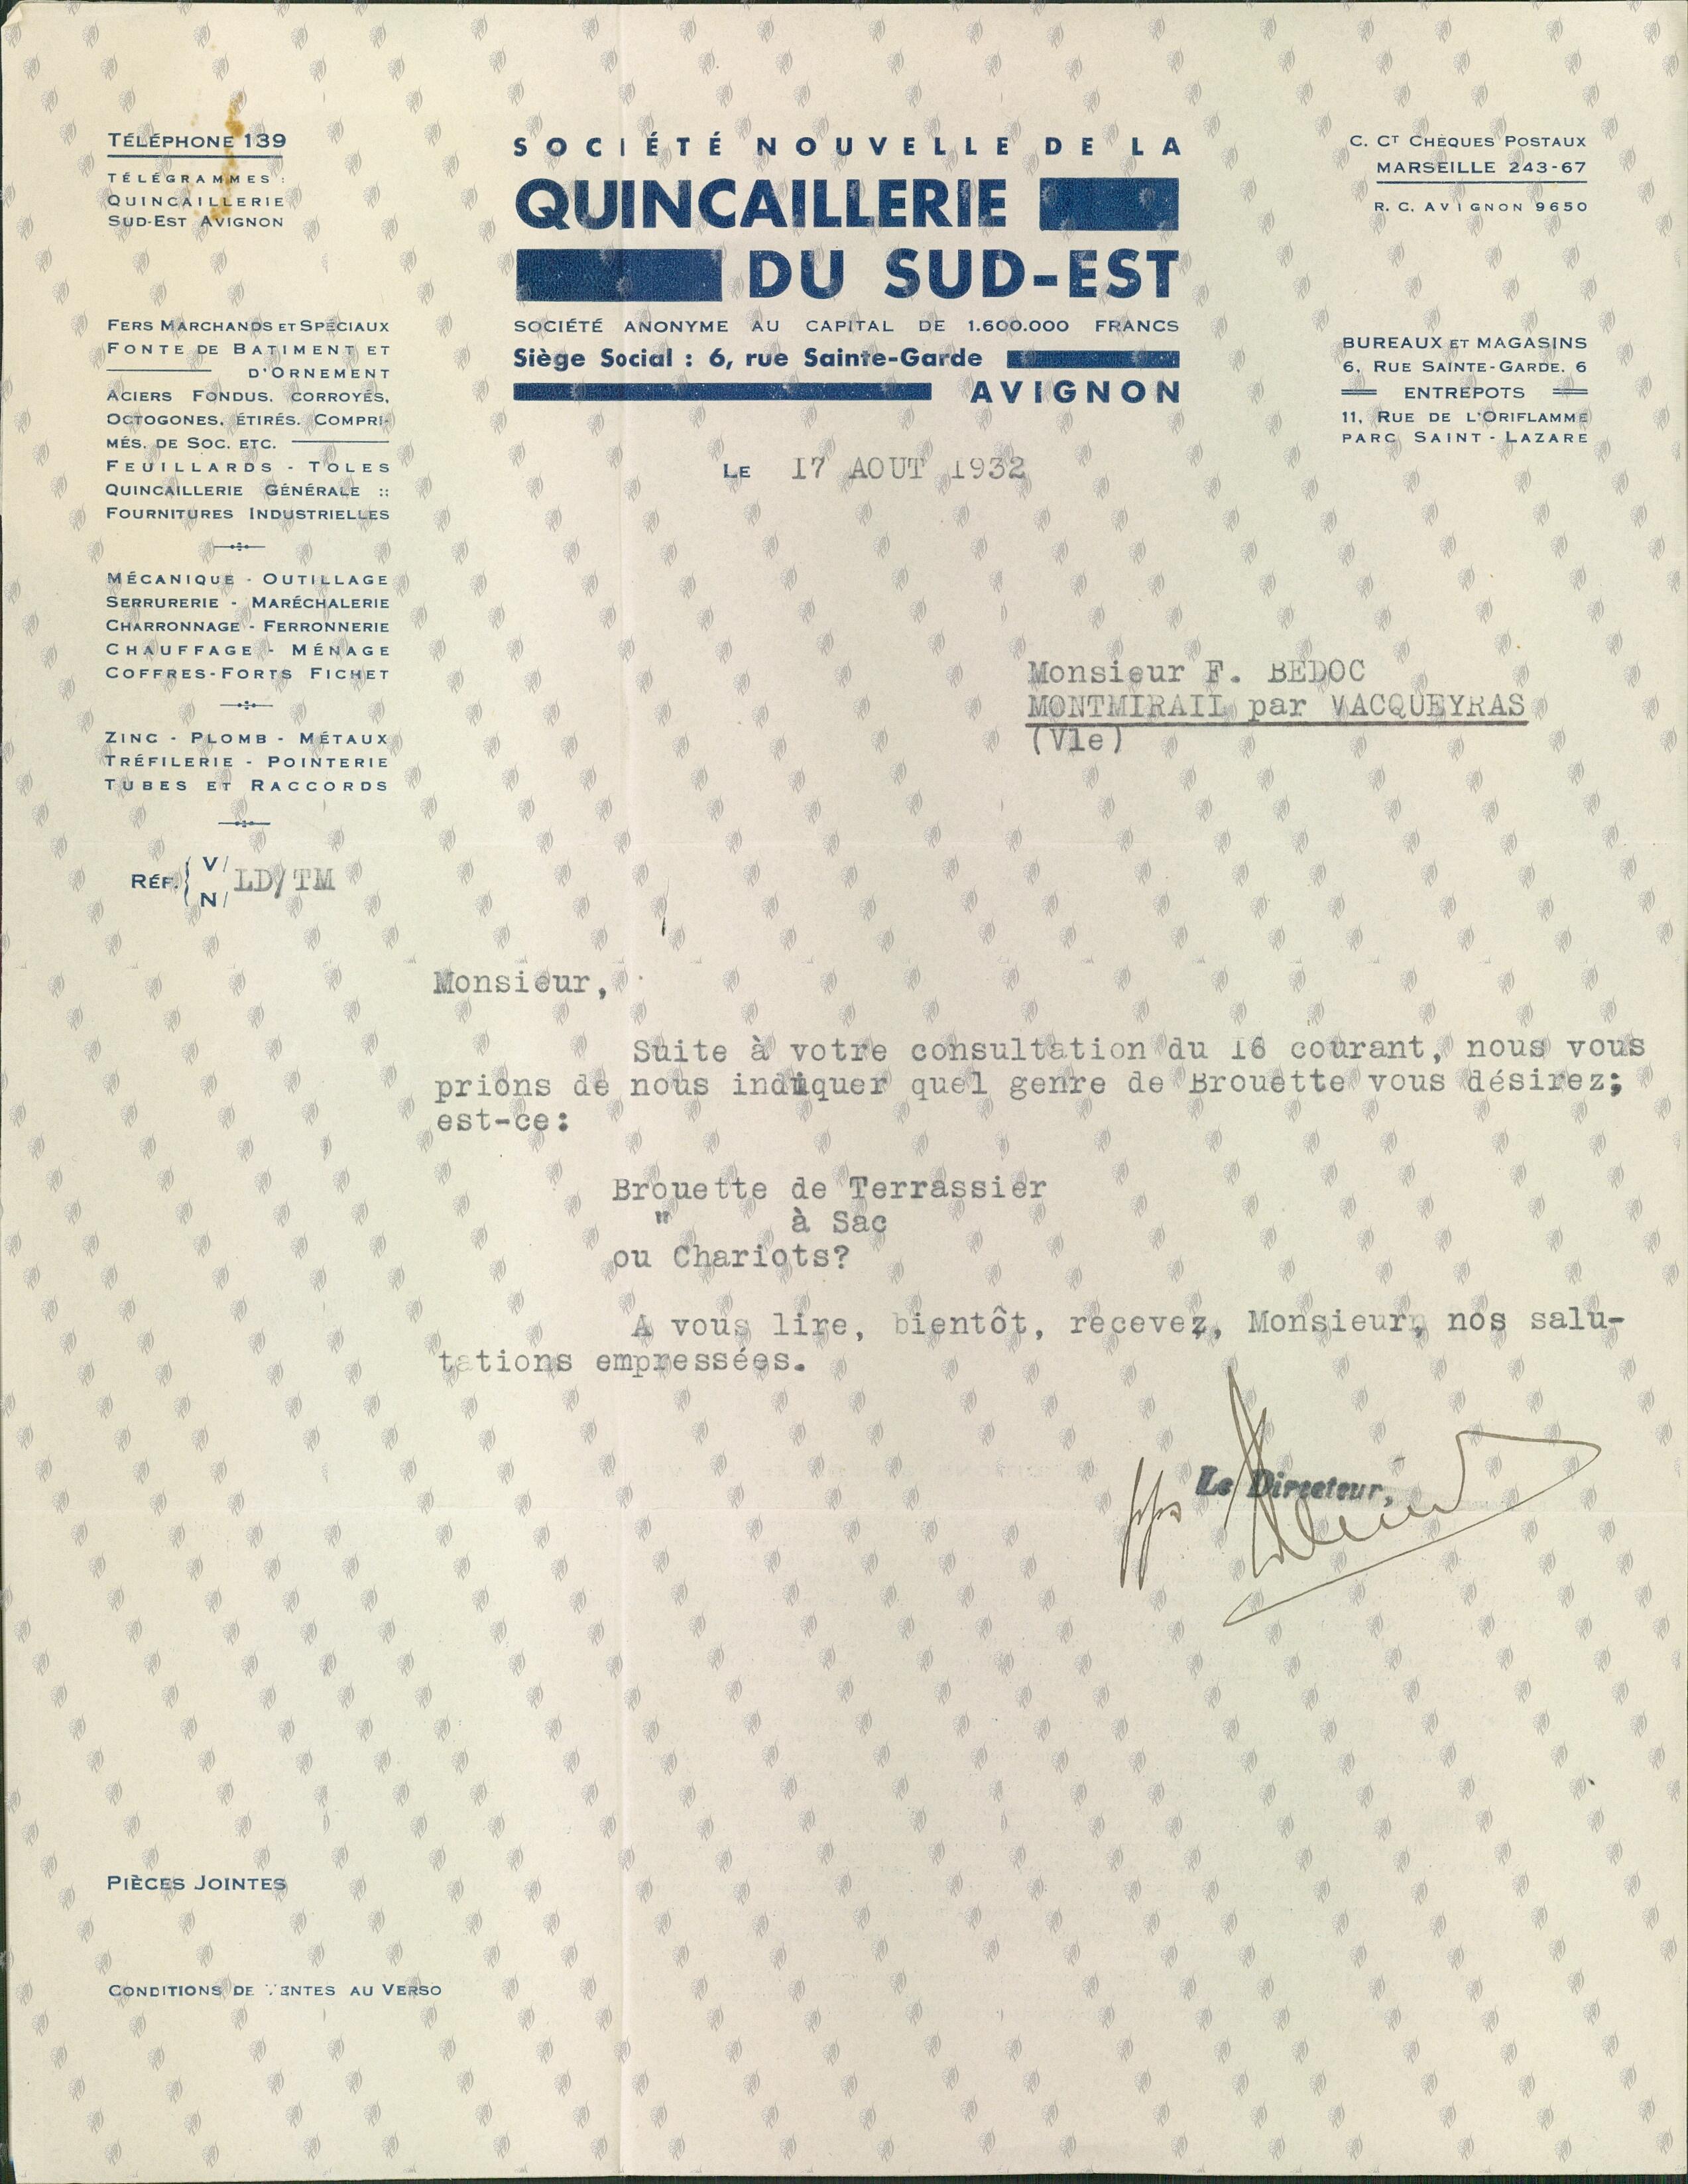 TÉLÉPHONE 139
TÉLÉGRAMMES :
QUINCAILLERIE
SUD-EST AVIGNON
SOCIÉTÉ NOUVELLE DE LA
QUINCAILLERIE
DU SUD-EST
SOCIÉTÉ ANONYME AU CAPITAL DE 1.600.000 FRANCS
Siège Social : 6, rue Sainte-Garde
AVIGNON
C. CT CHÈQUES POSTAUX
MARSEILLE 243-67
R. C. AVIGNON 9650
BUREAUX ET MAGASINS
6, RUE SAINTE-GARDE, 6
ENTREPOTS
11, RUE DE L'ORIFLAMME
PARC SAINT-LAZARE
FERS MARCHANDS ET SPÉCIAUX
FONTE DE BATIMENT ET
D'ORNEMENT
ACIERS FONDUS, CORROYÉS,
OCTOGONES, ÉTIRÉS, COMPRI-
MÉS, DE SOC, ETC.
FEUILLARDS - TOLES
QUINCAILLERIE GÉNÉRALE ::
FOURNITURES INDUSTRIELLES
MÉCANIQUE - OUTILLAGE
SERRURERIE - MARÉCHALERIE
CHARRONNAGE - FERRONNERIE
CHAUFFAGE - MÉNAGE
COFFRES-FORTS FICHET
ZINC - PLOMB - MÉTAUX
TRÉFILERIE - POINTERIE
TUBES ET RACCORDS
LE 17 AOUT 1932
Monsieur F. BEDOC
MONTMIRAIL par VACQUEYRAS
(Vle)
RÉF. { V/
N/ LD/TM
Monsieur,
Suite à votre consultation du 16 courant, nous vous
prions de nous indiquer quel genre de Brouette vous désirez;
est-ce:
Brouette de Terrassier
" à Sac
ou Chariots?
A vous lire, bientôt, recevez, Monsieur, nos salu-
tations empressées.
Le Directeur,
PIÈCES JOINTES
CONDITIONS DE VENTES AU VERSO